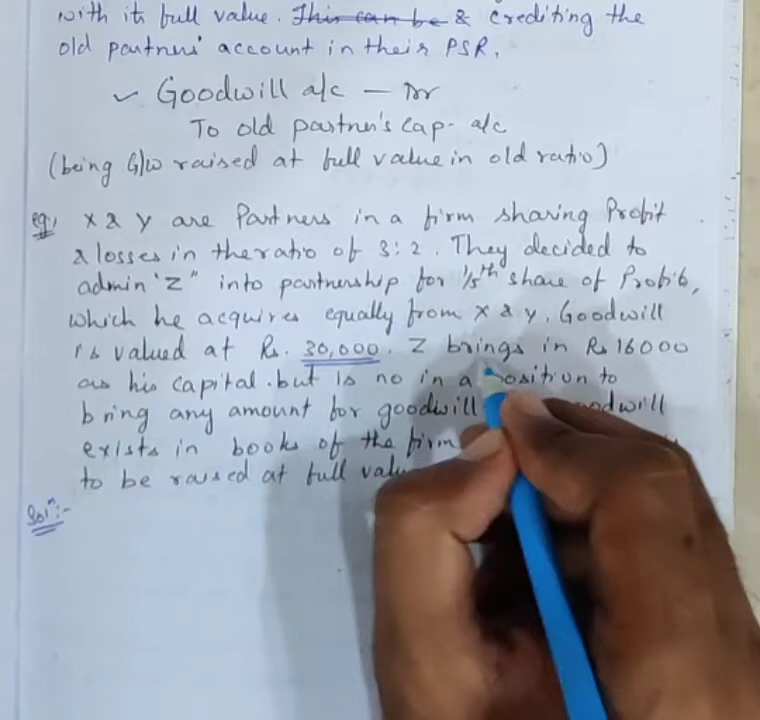 with its full value. This can be & crediting the
old partners' account in their PSR.
✓ Goodwill a/c — Dr
To old partner's Cap- a/c
(being G/w raised at full value in old ratio)
eg, x & y are Partners in a firm sharing Profit
& losses in the ratio of 3:2. They decided to
admin 'Z" into partnership for 1/5th share of Profits,
which he acquires equally from x & y. Goodwill
is valued at Rs. 30,000. Z brings in Rs 16000
as his Capital. but is no in a position to
bring any amount for goodwill
exists in books of the firm
to be raised at full
Soln:-